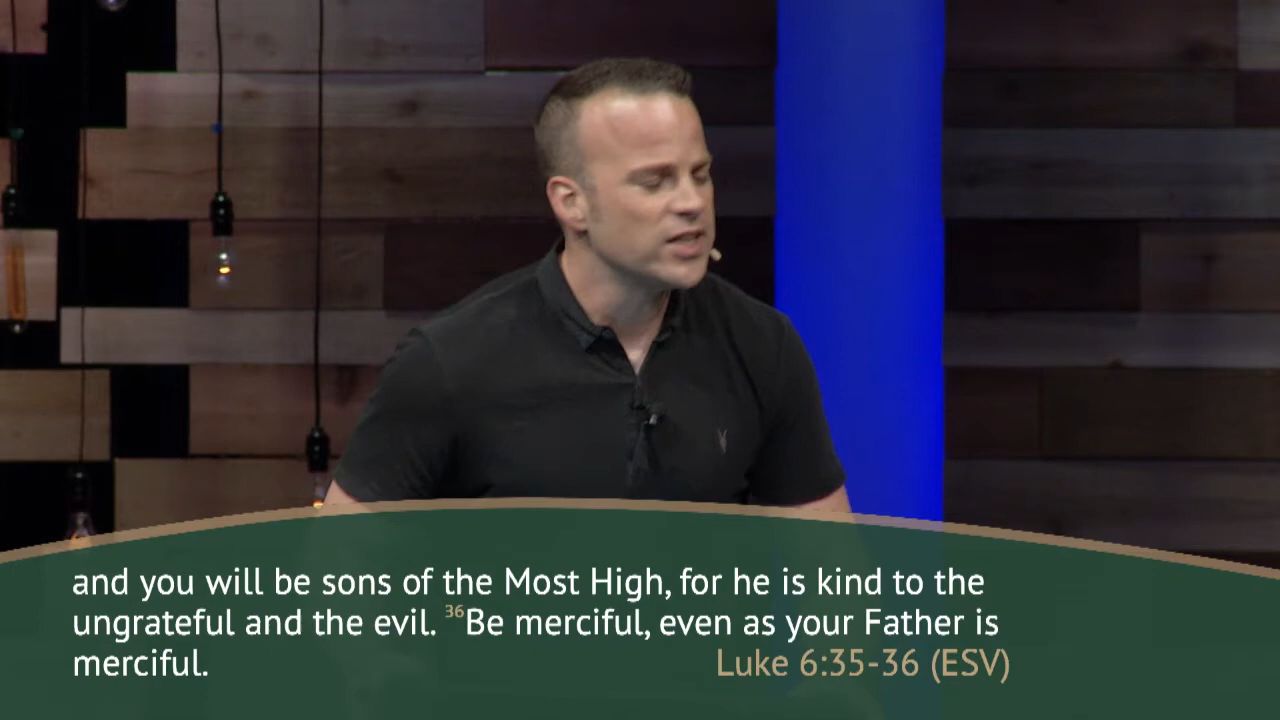 and you will be sons of the Most High, for he is kind to the
ungrateful and the evil. 36Be merciful, even as your Father is
merciful.
Luke 6:35-36 (ESV)